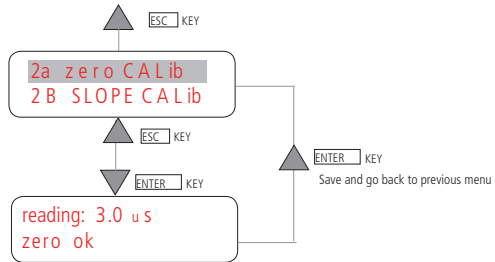 ESC KEY
2a zero CALib
2B SLOPE CALib
ESC KEY
ENTER KEY
ENTER KEY
Save and go back to previous menu
reading: 3.0 us
zero ok